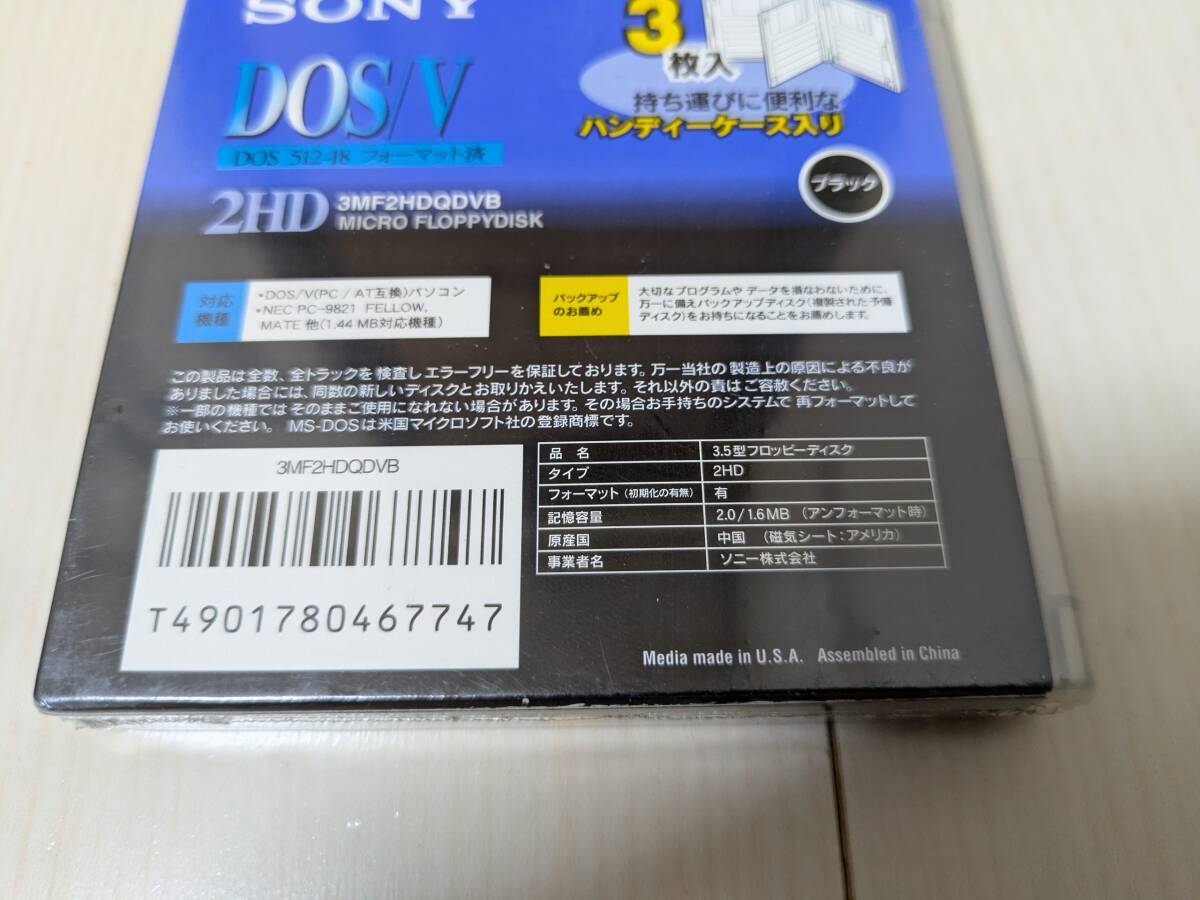 SONY
DOS/V
DOS 512-18 フォーマット済
2HD 3MF2HDQDVB
MICRO FLOPPYDISK
3
枚入
持ち運びに便利な
ハンディーケース入り
ブラック
対応
機種
•DOS/V(PC/AT互換)パソコン
•NEC PC-9821 FELLOW,
MATE 他(1.44 MB対応機種)
バックアップ
のお薦め
大切なプログラムや データを損なわないために、
万一に備えバックアップディスク(複製された予備
ディスク)をお持ちになることをお薦めします。
この製品は全数、全トラックを検査しエラーフリーを保証しております。万一当社の製造上の原因による不良が
ありました場合には、同数の新しいディスクとお取りかえいたします。それ以外の責はご容赦ください。
※一部の機種ではそのままご使用になれない場合があります。その場合お手持ちのシステムで再フォーマットして
お使いください。 MS-DOSは米国マイクロソフト社の登録商標です。
3MF2HDQDVB
T4901780467747
品 名 3.5型フロッピーディスク
タイプ 2HD
フォーマット(初期化の有無) 有
記憶容量 2.0/1.6MB (アンフォーマット時)
原産国 中国 (磁気シート:アメリカ)
事業者名 ソニー株式会社
Media made in U.S.A. Assembled in China